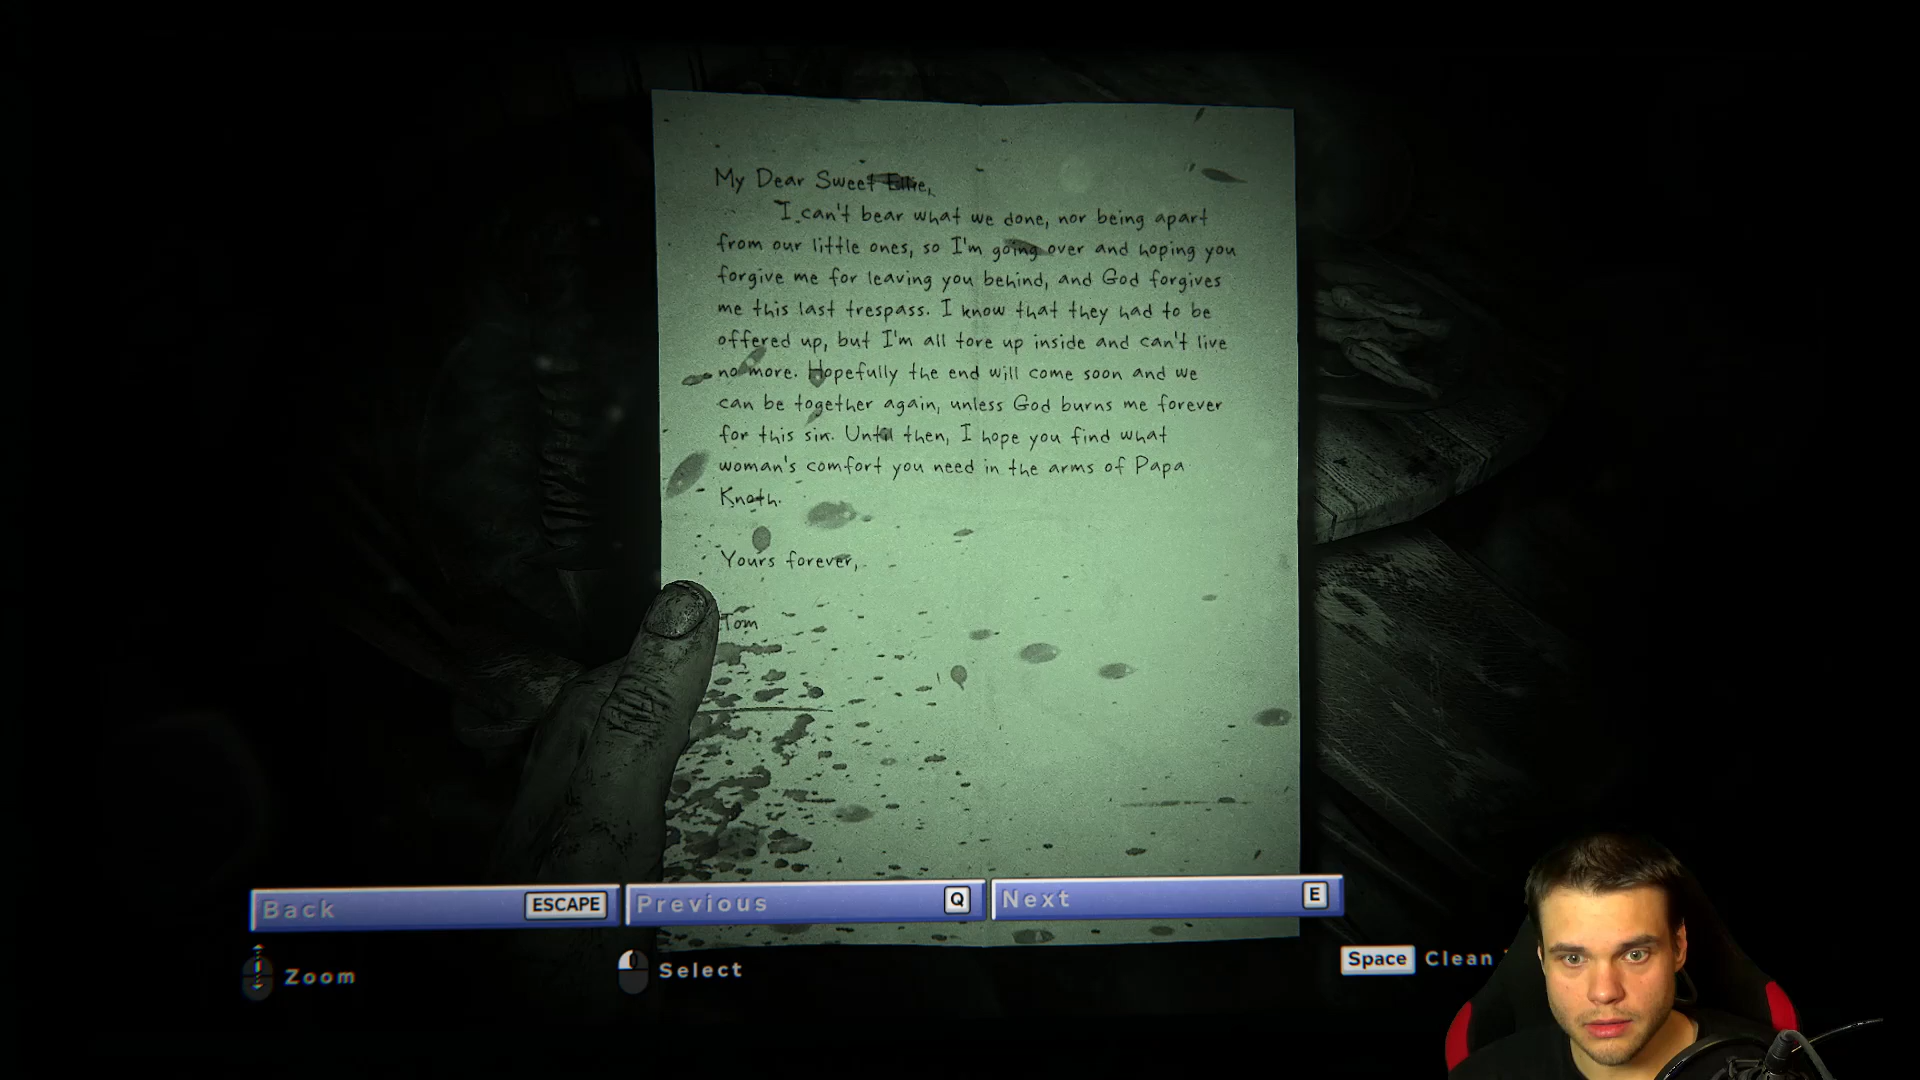 My Dear Sweet Ellie,
I can't bear what we done, nor being apart
from our little ones, so I'm going over and hoping you
forgive me for leaving you behind, and God forgives
me this last trespass. I know that they had to be
offered up, but I'm all tore up inside and can't live
no more. Hopefully the end will come soon and we
can be together again, unless God burns me forever
for this sin. Until then, I hope you find what
woman's comfort you need in the arms of Papa
Knoth.
Yours forever,
Tom
Back ESCAPE Previous Q Next E
Zoom Select Space Clean